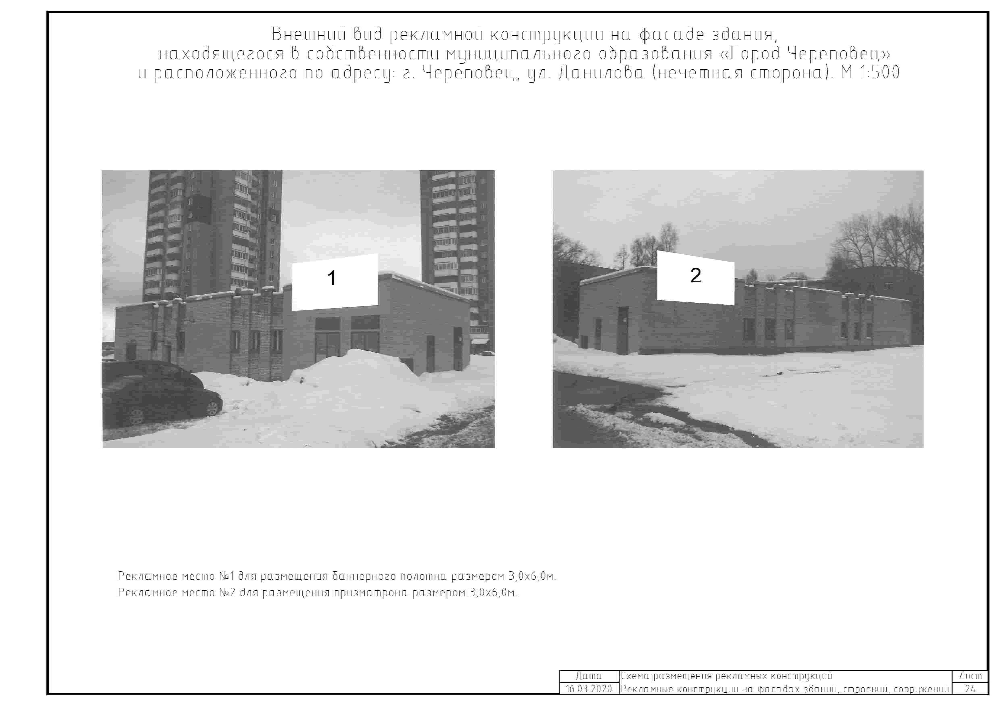 Внешний вид рекламной конструкции на фасаде здания,
находящегося в собственности муниципального образования «Город Череповец»
и расположенного по адресу: г. Череповец, ул. Данилова (нечетная сторона). М 1:500
1
2
Рекламное место №1 для размещения баннерного полотна размером 3,0х6,0м.
Рекламное место №2 для размещения призматрона размером 3,0х6,0м.
Дата
Схема размещения рекламных конструкций
Лист
16.03.2020
Рекламные конструкции на фасадах зданий, строений, сооружений
24